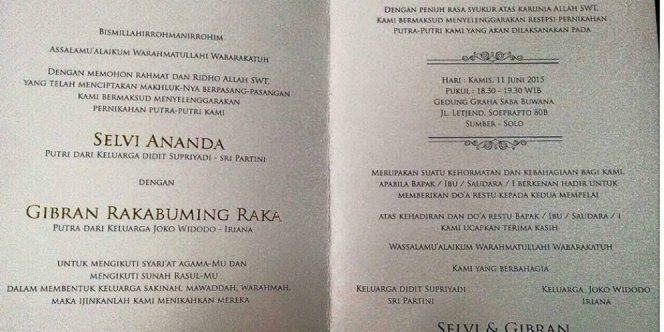 Bismillahirrohmanirrohim
Assalamu'alaikum Warahmatullahi Wabarakatuh
Dengan memohon rahmat dan Ridho Allah SWT,
yang telah menciptakan makhluk-Nya berpasang-pasangan
kami bermaksud menyelenggarakan
pernikahan putra-putri kami
Selvi Ananda
Putri dari Keluarga Didit Supriyadi - Sri Partini
dengan
Gibran Rakabuming Raka
Putra dari Keluarga Joko Widodo - Iriana
untuk mengikuti syari'at agama-Mu dan
mengikuti sunah Rasul-Mu
dalam membentuk keluarga sakinah, mawaddah, warahmah,
maka ijinkanlah kami menikahkan mereka
Dengan penuh rasa syukur atas karunia Allah SWT.
Kami bermaksud menyelenggarakan resepsi pernikahan
putra-putri kami yang akan dilaksanakan pada
Hari : Kamis, 11 Juni 2015
Pukul : 18.30 - 19.30 WIB
Gedung Graha Saba Buwana
Jl. Letjend. Soeprapto 80B
Sumber - Solo
Merupakan suatu kehormatan dan kebahagiaan bagi kami,
apabila Bapak / Ibu / Saudara / i berkenan hadir untuk
memberikan do'a restu kepada kedua mempelai
atas kehadiran dan do'a restu Bapak / Ibu / Saudara / i
kami ucapkan terima kasih
Wassalamu'alaikum Warahmatullahi Wabarakatuh
Kami yang berbahagia
Keluarga Didit Supriyadi
Sri Partini
Keluarga Joko Widodo
Iriana
Selvi & Gibran